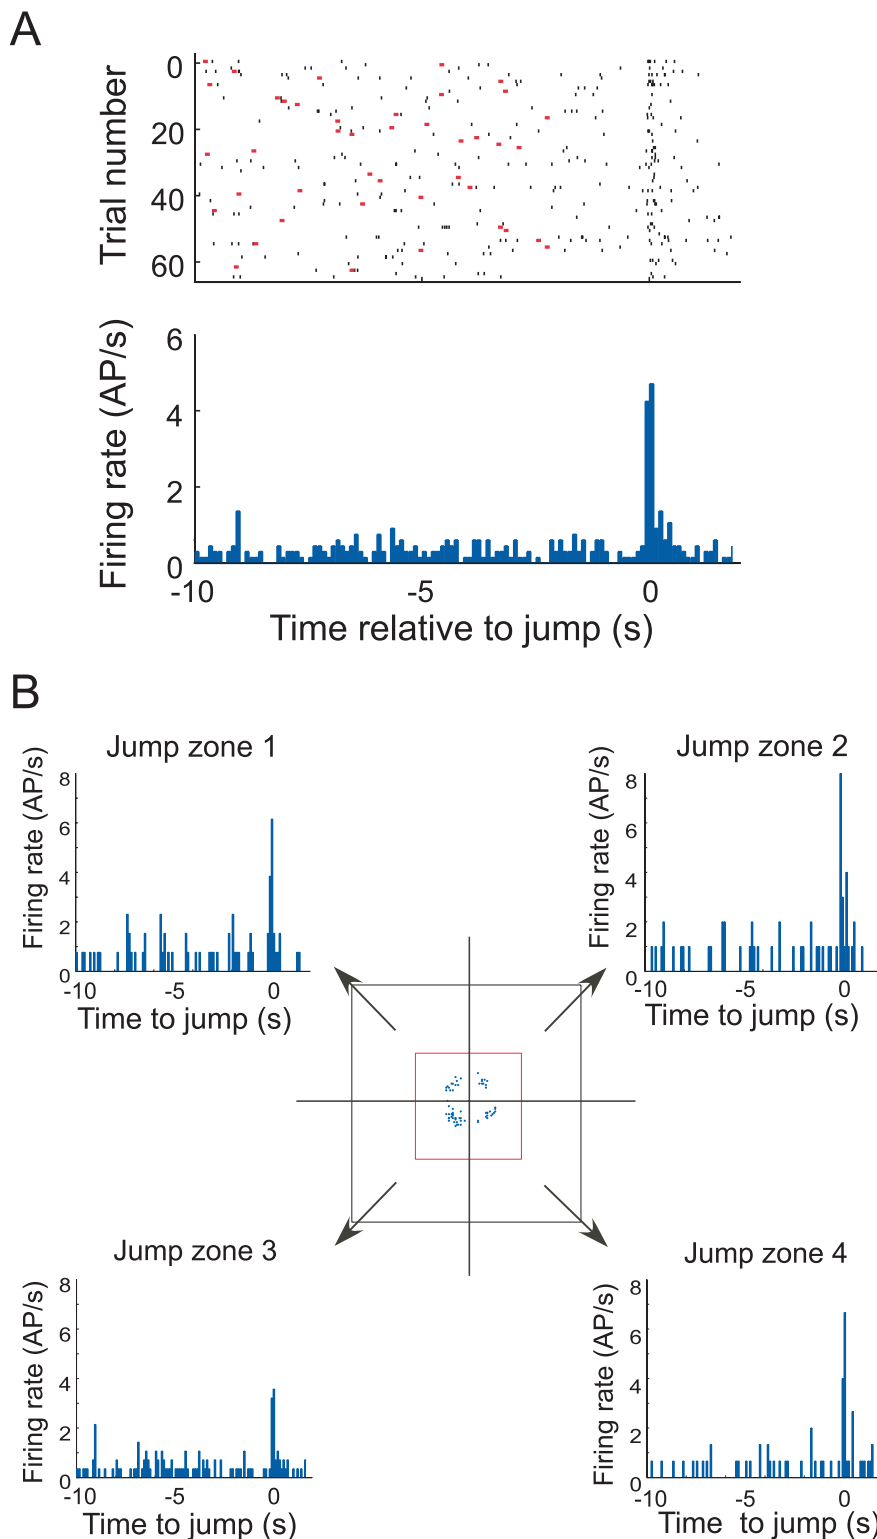 A
Trial number
0
20
40
60
Firing rate (AP/s)
6
4
2
0
-10
-5
0
Time relative to jump (s)
B
Jump zone 1
Firing rate (AP/s)
8
6
4
2
0
-10
-5
0
Time to jump (s)
Jump zone 2
Firing rate (AP/s)
8
6
4
2
0
-10
-5
0
Time to jump (s)
Jump zone 3
Firing rate (AP/s)
8
6
4
2
0
-10
-5
0
Time to jump (s)
Jump zone 4
Firing rate (AP/s)
8
6
4
2
0
-10
-5
0
Time to jump (s)